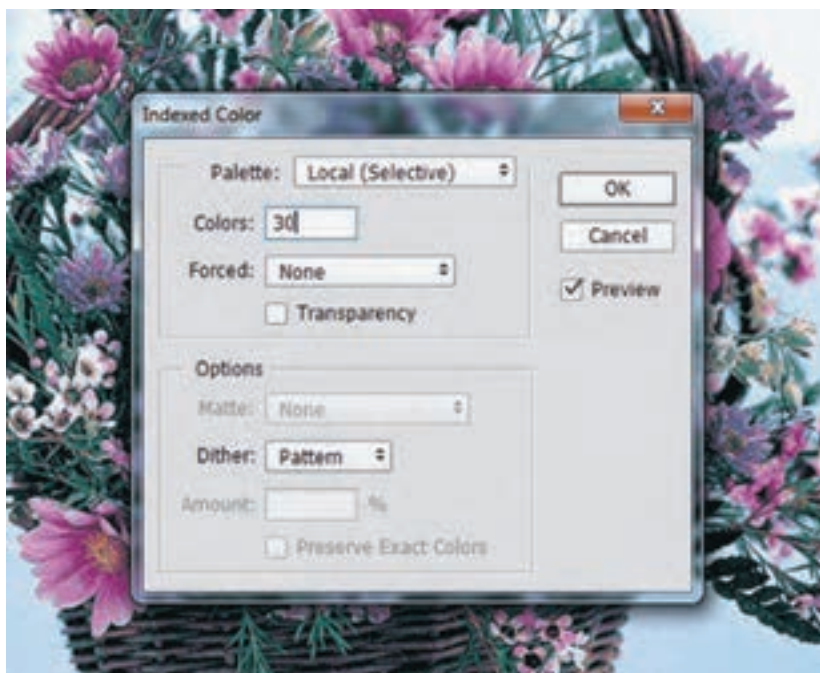 Indexed Color
Palette: Local (Selective)
OK
Colors: 30
Cancel
Forced: None
Preview
Transparency
Options
Matte: None
Dither: Pattern
Amount: %
Preserve Exact Colors